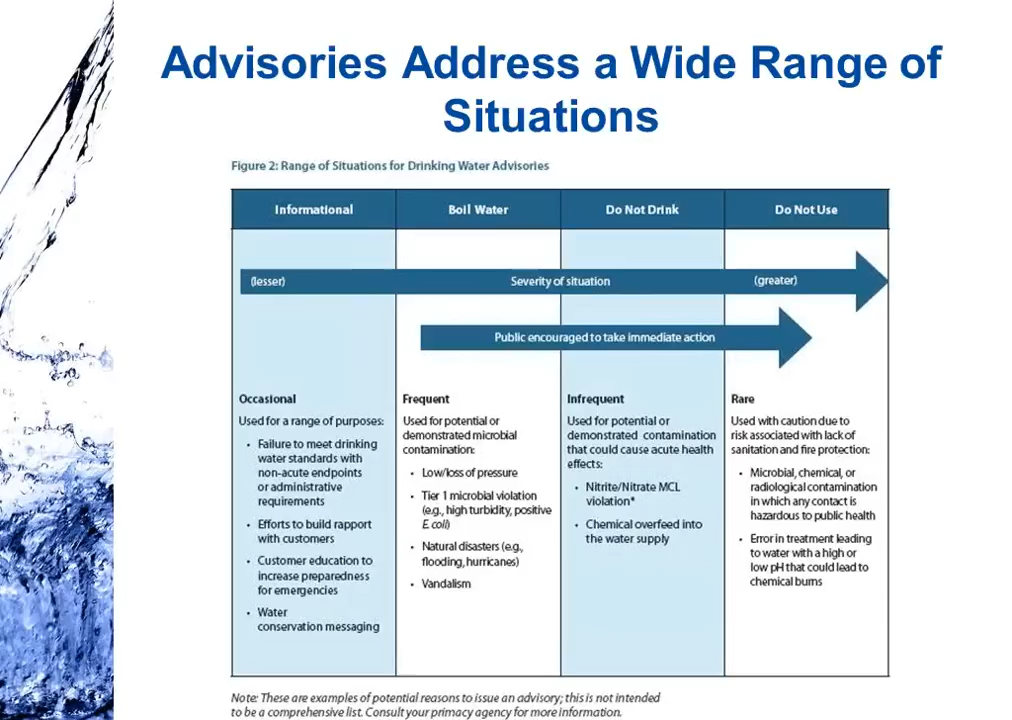 Advisories Address a Wide Range of
Situations
Figure 2: Range of Situations for Drinking Water Advisories
Informational
Boil Water
Do Not Drink
Do Not Use
(lesser)
Severity of situation
(greater)
Public encouraged to take immediate action
Occasional
Used for a range of purposes:
• Failure to meet drinking
water standards with
non-acute endpoints
or administrative
requirements
• Efforts to build rapport
with customers
• Customer education to
increase preparedness
for emergencies
• Water
conservation messaging
Frequent
Used for potential or
demonstrated microbial
contamination:
• Low/loss of pressure
• Tier 1 microbial violation
(e.g., high turbidity, positive
E. coli)
• Natural disasters (e.g.,
flooding, hurricanes)
• Vandalism
Infrequent
Used for potential or
demonstrated contamination
that could cause acute health
effects:
• Nitrite/Nitrate MCL
violation*
• Chemical overfeed into
the water supply
Rare
Used with caution due to
risk associated with lack of
sanitation and fire protection:
• Microbial, chemical, or
radiological contamination
in which any contact is
hazardous to public health
• Error in treatment leading
to water with a high or
low pH that could lead to
chemical burns
Note: These are examples of potential reasons to issue an advisory; this is not intended
to be a comprehensive list. Consult your primacy agency for more information.